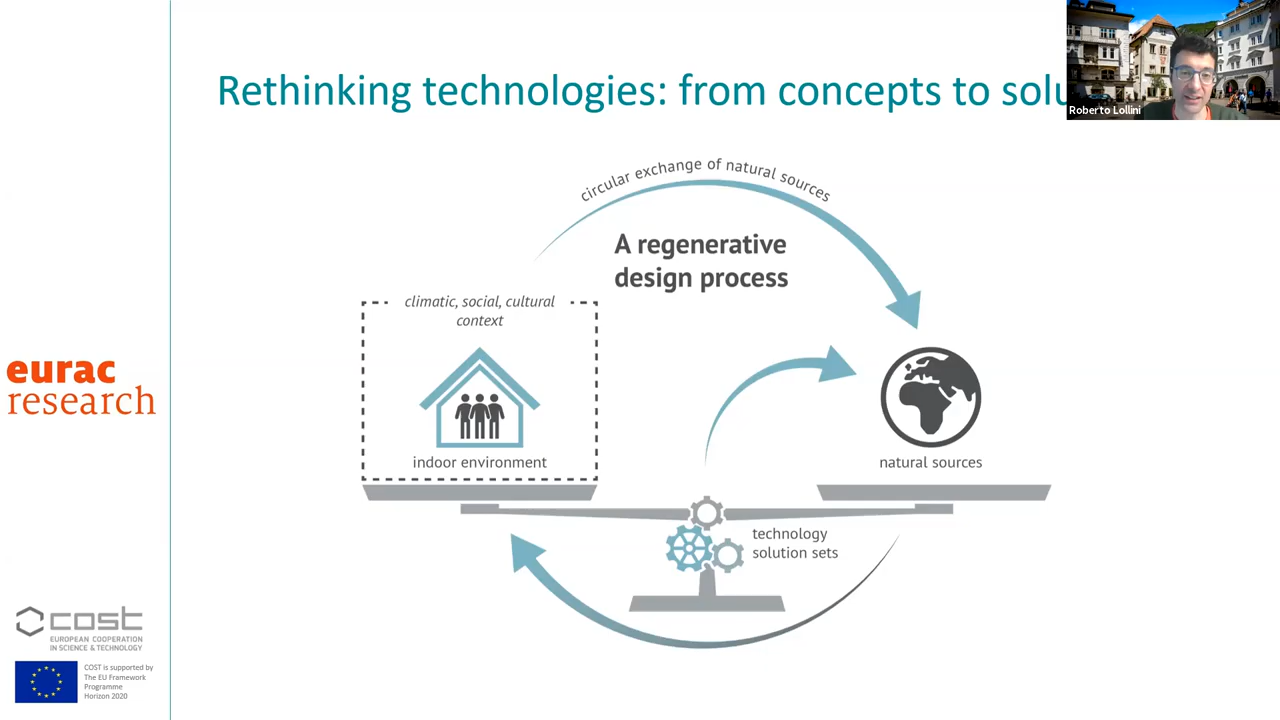 Rethinking technologies: from concepts to solu
Roberto Lollini
circular exchange of natural sources
A regenerative
design process
climatic, social, cultural
context
indoor environment
natural sources
technology
solution sets
eurac
research
cost
EUROPEAN COOPERATION
IN SCIENCE & TECHNOLOGY
COST is supported by
The EU Framework
Programme
Horizon 2020